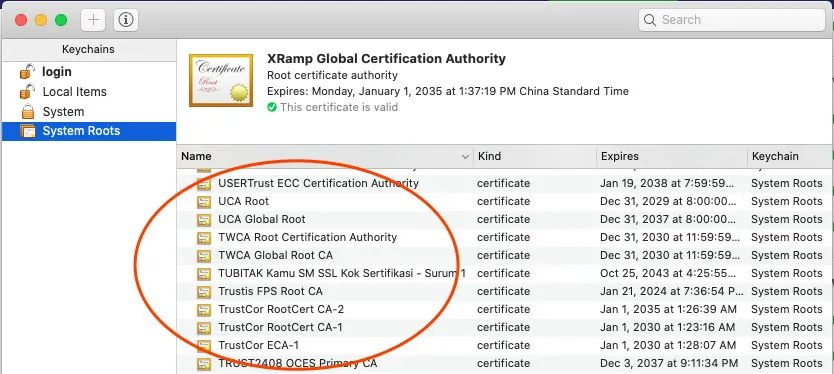 Search
Keychains
login
Local Items
System
System Roots
Certificate
Root
XRamp Global Certification Authority
Root certificate authority
Expires: Monday, January 1, 2035 at 1:37:19 PM China Standard Time
This certificate is valid
Name Kind Expires Keychain
USERTrust ECC Certification Authority certificate Jan 19, 2038 at 7:59:59... System Roots
UCA Root certificate Dec 31, 2029 at 8:00:00... System Roots
UCA Global Root certificate Dec 31, 2037 at 8:00:00... System Roots
TWCA Root Certification Authority certificate Dec 31, 2030 at 11:59:59... System Roots
TWCA Global Root CA certificate Dec 31, 2030 at 11:59:59... System Roots
TUBITAK Kamu SM SSL Kok Sertifikasi - Surum 1 certificate Oct 25, 2043 at 4:25:55... System Roots
Trustis FPS Root CA certificate Jan 21, 2024 at 7:36:54 P... System Roots
TrustCor RootCert CA-2 certificate Jan 1, 2035 at 1:26:39 AM System Roots
TrustCor RootCert CA-1 certificate Jan 1, 2030 at 1:23:16 AM System Roots
TrustCor ECA-1 certificate Jan 1, 2030 at 1:28:07 AM System Roots
TRUST2408 OCES Primary CA certificate Dec 3, 2037 at 9:11:34 PM System Roots